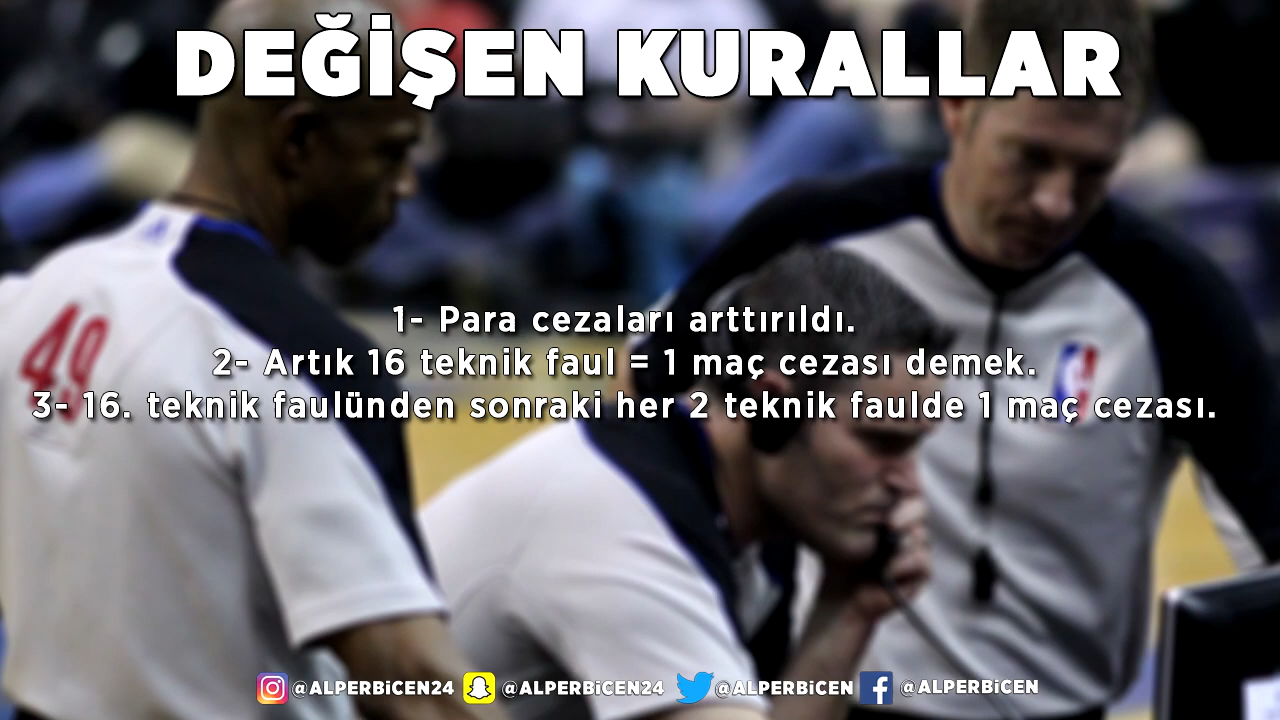 DEĞİŞEN KURALLAR
49
1- Para cezaları arttırıldı.
2- Artık 16 teknik faul = 1 maç cezası demek.
3- 16. teknik faulünden sonraki her 2 teknik faulde 1 maç cezası.
@ALPERBiCEN24 @ALPERBiCEN24 @ALPERBiCEN @ALPERBiCEN